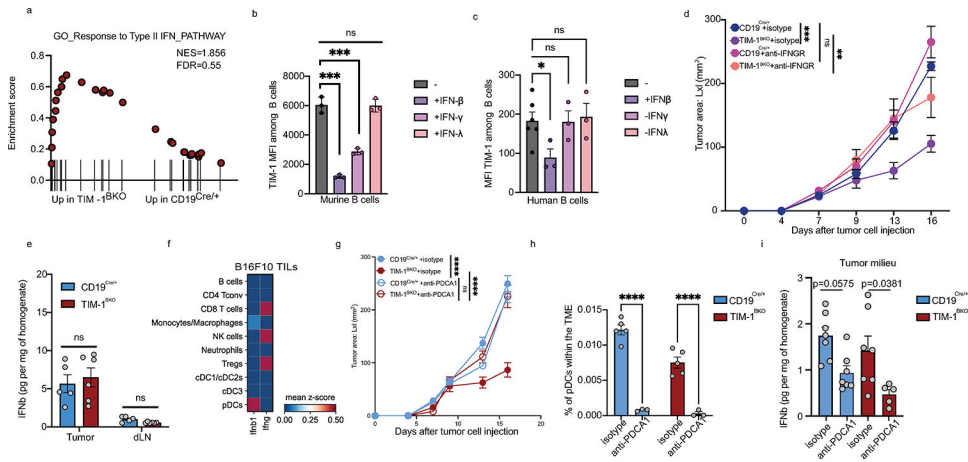 a
GO_Response to Type II IFN_PATHWAY
NES=1.856
FDR=0.55
Enrichment score
0.8
0.6
0.4
0.2
0.0
Up in TIM -1BKO
Up in CD19Cre/+
b
ns
***
***
TIM-1 MFI among B cells
8000
6000
4000
2000
0
Murine B cells
-
+IFN-β
+IFN-γ
+IFN-λ
c
ns
ns
*
MFI TIM-1 among B cells
400
300
200
100
0
Human B cells
-
+IFNβ
-IFNγ
-IFNλ
d
CD19Cre/+ +isotype
TIM-1BKO+isotype
CD19Cre/+ +anti-IFNGR
TIM-1BKO+anti-IFNGR
***
ns
**
Tumor area: Lxl (mm2)
300
200
100
0
0
4
7
9
13
16
Days after tumor cell injection
e
IFNb (pg per mg of homogenate)
20
15
10
5
0
CD19Cre/+
TIM-1BKO
ns
ns
Tumor
dLN
f
B16F10 TILs
B cells
CD4 Tconv
CD8 T cells
Monocytes/Macrophages
NK cells
Neutrophils
Tregs
cDC1/cDC2s
cDC3
pDCs
Ifnb1
Ifng
mean z-score
0.00
0.25
0.50
g
CD19Cre/+ +isotype
TIM-1BKO+isotype
CD19Cre/+ +anti-PDCA1
TIM-1BKO+anti-PDCA1
****
ns
****
Tumor area: Lxl (mm2)
300
200
100
0
0
5
10
15
20
Days after tumor cell injection
h
% of pDCs within the TME
0.015
0.010
0.005
0.000
****
****
CD19Cre/+
TIM-1BKO
isotype
anti-PDCA1
isotype
anti-PDCA1
i
Tumor milieu
p=0.0575
p=0.0381
CD19Cre/+
TIM-1BKO
IFNb (pg per mg of homogenate)
4
3
2
1
0
isotype
anti-PDCA1
isotype
anti-PDCA1